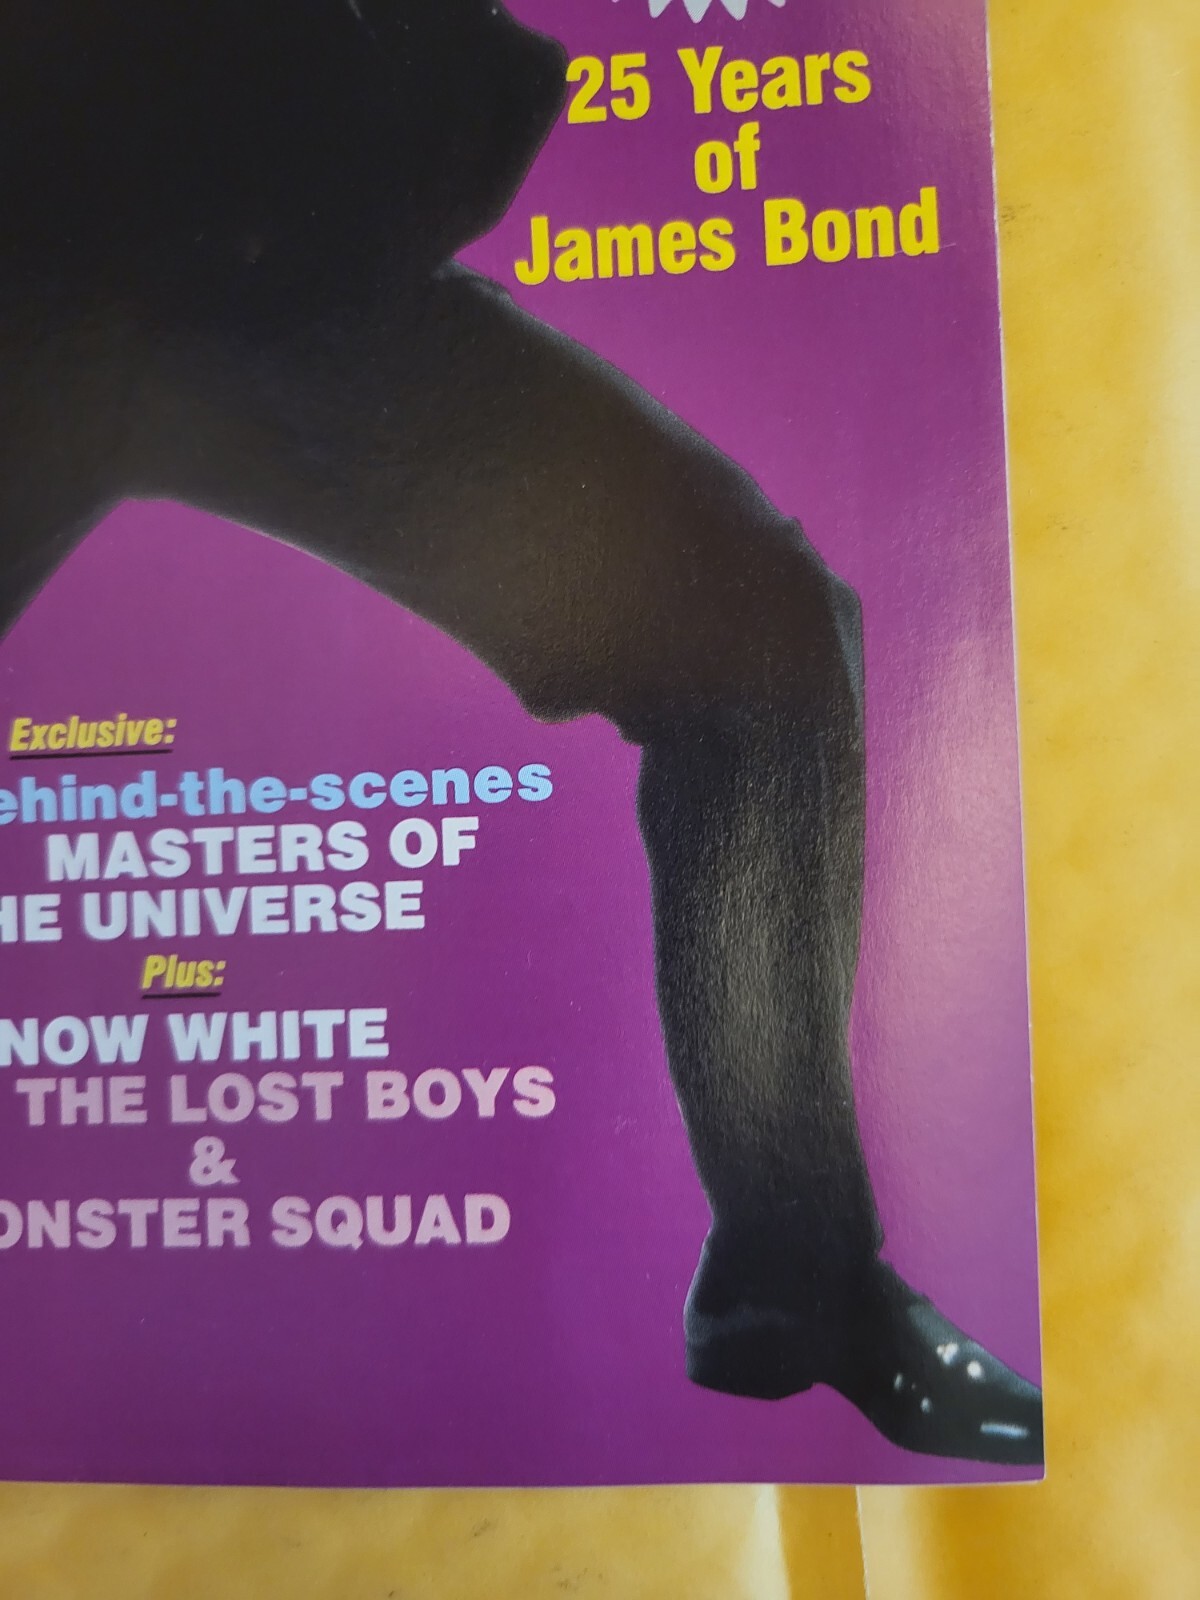 25 Years
of
James Bond
Exclusive:
ehind-the-scenes
MASTERS OF
HE UNIVERSE
Plus:
NOW WHITE
THE LOST BOYS
&
ONSTER SQUAD